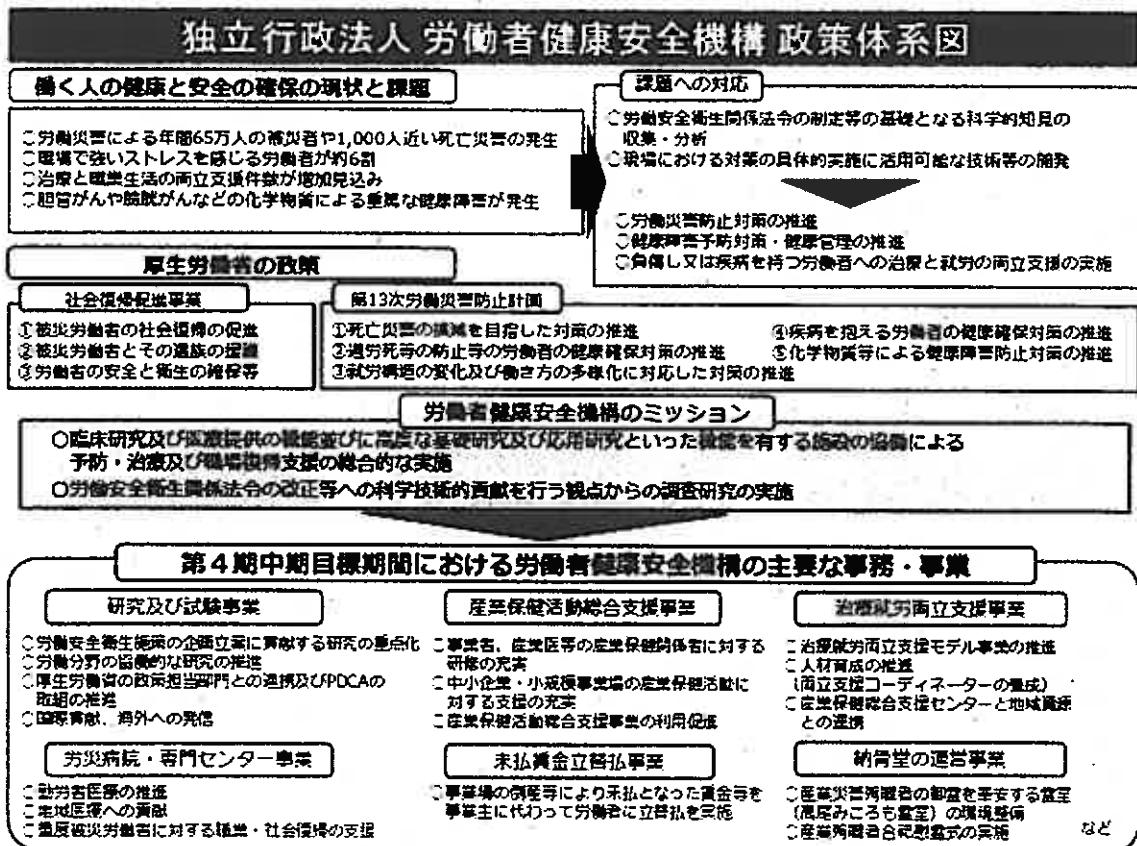 独立行政法人 労働者健康安全機構 政策体系図
働く人の健康と安全の確保の現状と課題
○労働災害による年間65万人の被災者や1,000人近い死亡災害の発生
○職場で強いストレスを感じる労働者が約6割
○治療と職業生活の両立支援件数が増加見込み
○胆管がんや膀胱がんなどの化学物質による重篤な健康障害が発生
課題への対応
○労働安全衛生関係法令の制定等の基礎となる科学的知見の
収集・分析
○現場における対策の具体的実施に活用可能な技術等の開発
○労働災害防止対策の推進
○健康障害予防対策・健康管理の推進
○負傷し又は疾病を持つ労働者への治療と就労の両立支援の実施
厚生労働省の政策
社会復帰促進事業
①被災労働者の社会復帰の促進
②被災労働者とその遺族の援護
③労働者の安全と衛生の確保等
第13次労働災害防止計画
①死亡災害の撲滅を目指した対策の推進
②過労死等の防止等の労働者の健康確保対策の推進
③就労構造の変化及び働き方の多様化に対応した対策の推進
④疾病を抱える労働者の健康確保対策の推進
⑤化学物質等による健康障害防止対策の推進
労働者健康安全機構のミッション
○臨床研究及び医療提供の機能並びに高度な基礎研究及び応用研究といった機能を有する施設の協働による
予防・治療及び職場復帰支援の総合的な実施
○労働安全衛生関係法令の改正等への科学技術的貢献を行う観点からの調査研究の実施
第4期中期目標期間における労働者健康安全機構の主要な事務・事業
研究及び試験事業
○労働安全衛生施策の企画立案に貢献する研究の重点化
○労働分野の協働的な研究の推進
○厚生労働省の政策担当部門との連携及びPDCAの
取組の推進
○国際貢献、海外への発信
産業保健活動総合支援事業
○事業者、産業医等の産業保健関係者に対する
研修の充実
○中小企業・小規模事業場の産業保健活動に
対する支援の充実
○産業保健活動総合支援事業の利用促進
治療就労両立支援事業
○治療就労両立支援モデル事業の推進
○人材育成の推進
(両立支援コーディネーターの養成)
○産業保健総合支援センターと地域資源
との連携
労災病院・専門センター事業
○勤労者医療の推進
○地域医療への貢献
○重度被災労働者に対する職業・社会復帰の支援
未払賃金立替払事業
○事業場の倒産等により未払となった賃金等を
事業主に代わって労働者に立替払を実施
納骨堂の運営事業
○産業災害殉職者の御霊を奉安する霊堂
(高尾みころも霊堂)の環境整備
○産業殉職者合祀慰霊式の実施
など